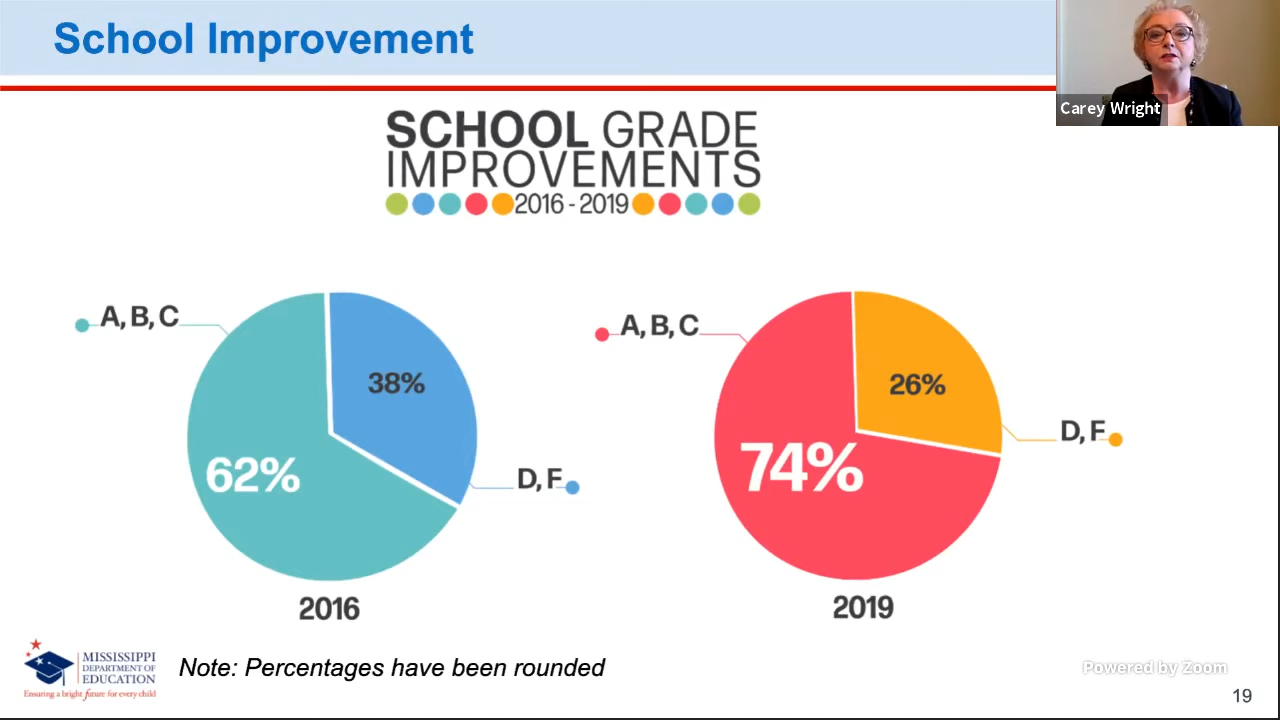 School Improvement
Carey Wright
SCHOOL GRADE
IMPROVEMENTS
2016 - 2019
A, B, C
38%
62%
D, F
2016
A, B, C
26%
74%
D, F
2019
MISSISSIPPI
DEPARTMENT OF
EDUCATION
Ensuring a bright future for every child
Note: Percentages have been rounded
Powered by Zoom
19